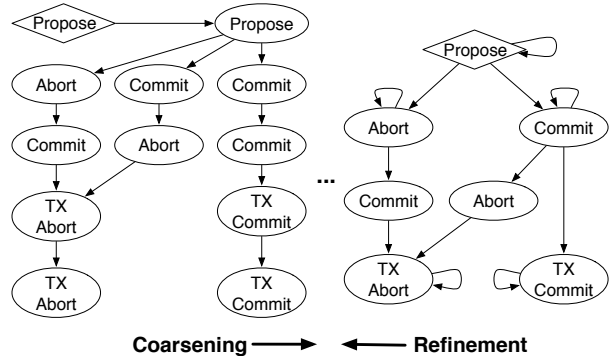 Propose
Propose
Abort
Commit
Commit
Commit
Abort
Commit
TX
Abort
TX
Commit
TX
Abort
TX
Commit
...
Propose
Abort
Commit
Commit
Abort
TX
Abort
TX
Commit
Coarsening
Refinement